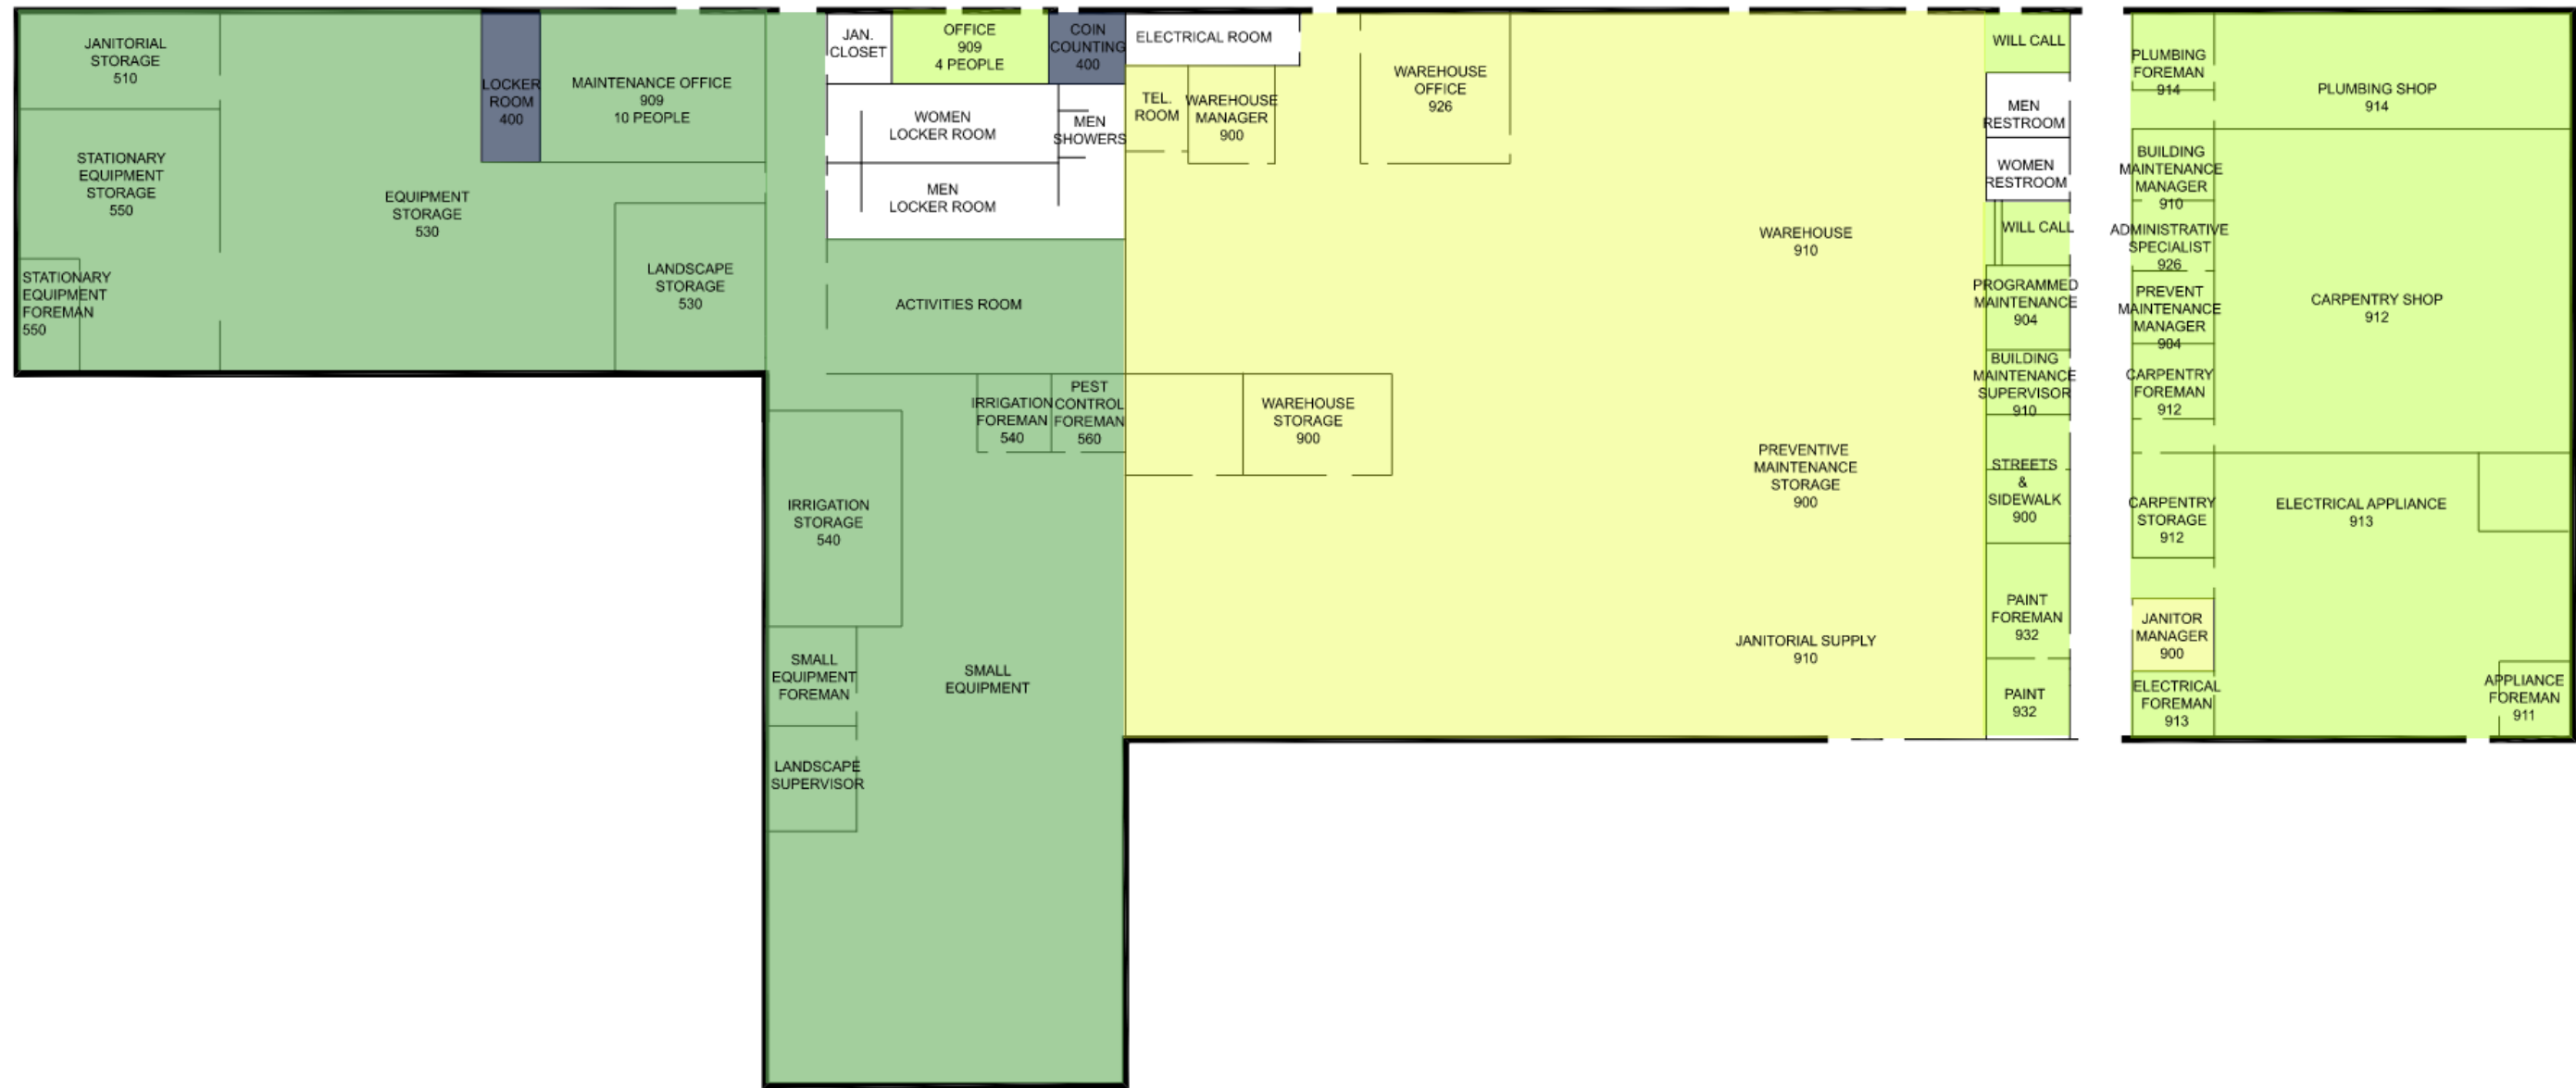 JANITORIAL
STORAGE
510
STATIONARY
EQUIPMENT
STORAGE
550
STATIONARY
EQUIPMENT
FOREMAN
550
EQUIPMENT
STORAGE
530
LOCKER
ROOM
400
MAINTENANCE OFFICE
909
10 PEOPLE
LANDSCAPE
STORAGE
530
JAN.
CLOSET
OFFICE
909
4 PEOPLE
COIN
COUNTING
400
WOMEN
LOCKER ROOM
MEN
SHOWERS
MEN
LOCKER ROOM
ACTIVITIES ROOM
IRRIGATION
FOREMAN
540
PEST
CONTROL
FOREMAN
560
IRRIGATION
STORAGE
540
SMALL
EQUIPMENT
FOREMAN
SMALL
EQUIPMENT
LANDSCAPE
SUPERVISOR
ELECTRICAL ROOM
TEL.
ROOM
WAREHOUSE
MANAGER
900
WAREHOUSE
OFFICE
926
WAREHOUSE
STORAGE
900
WAREHOUSE
910
PREVENTIVE
MAINTENANCE
STORAGE
900
JANITORIAL SUPPLY
910
WILL CALL
MEN
RESTROOM
WOMEN
RESTROOM
WILL CALL
PROGRAMMED
MAINTENANCE
904
BUILDING
MAINTENANCE
SUPERVISOR
910
STREETS
&
SIDEWALK
900
PAINT
FOREMAN
932
PAINT
932
PLUMBING
FOREMAN
914
BUILDING
MAINTENANCE
MANAGER
910
ADMINISTRATIVE
SPECIALIST
926
PREVENT
MAINTENANCE
MANAGER
904
CARPENTRY
FOREMAN
912
CARPENTRY
STORAGE
912
JANITOR
MANAGER
900
ELECTRICAL
FOREMAN
913
PLUMBING SHOP
914
CARPENTRY SHOP
912
ELECTRICAL APPLIANCE
913
APPLIANCE
FOREMAN
911